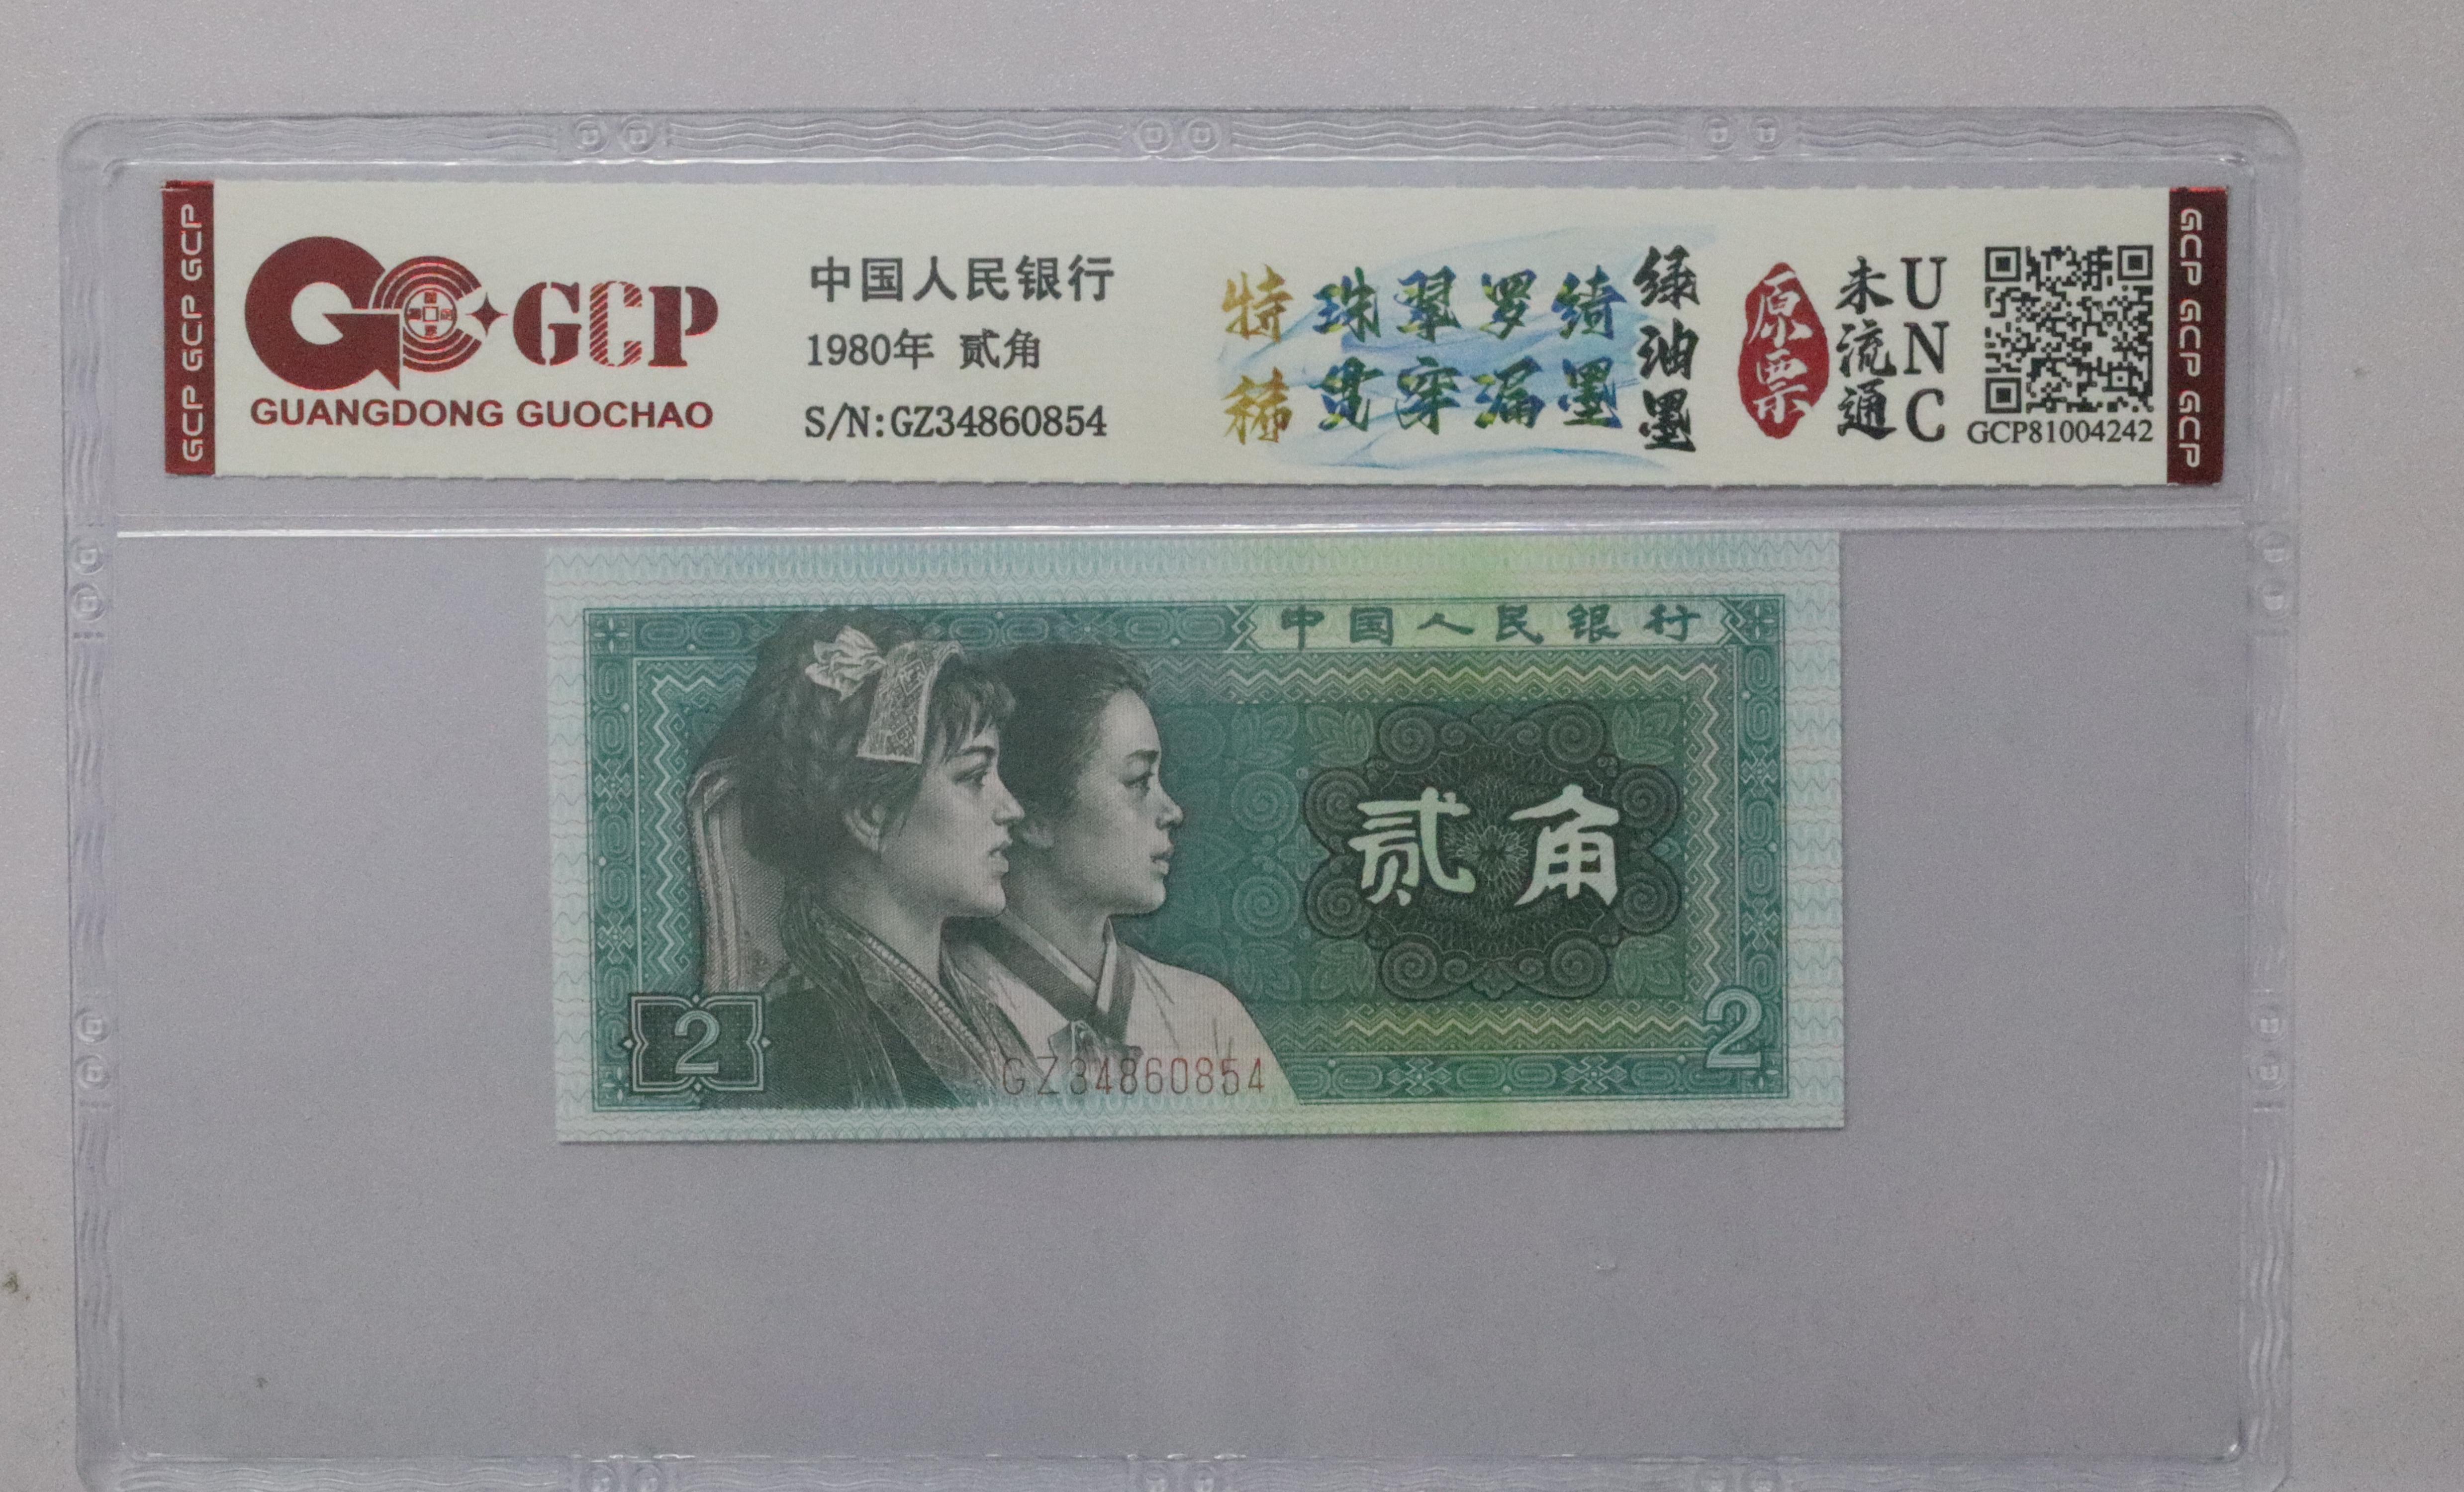 GCP GCP GCP
GCP
GUANGDONG GUOCHAO
中国人民银行
1980年 贰角
S/N:GZ34860854
特稀
珠翠罗绮
贯穿漏墨
绿油墨
原票
未流通
UNC
GCP81004242
GCP GCP GCP
中国人民银行
贰角
2
GZ34860854
2